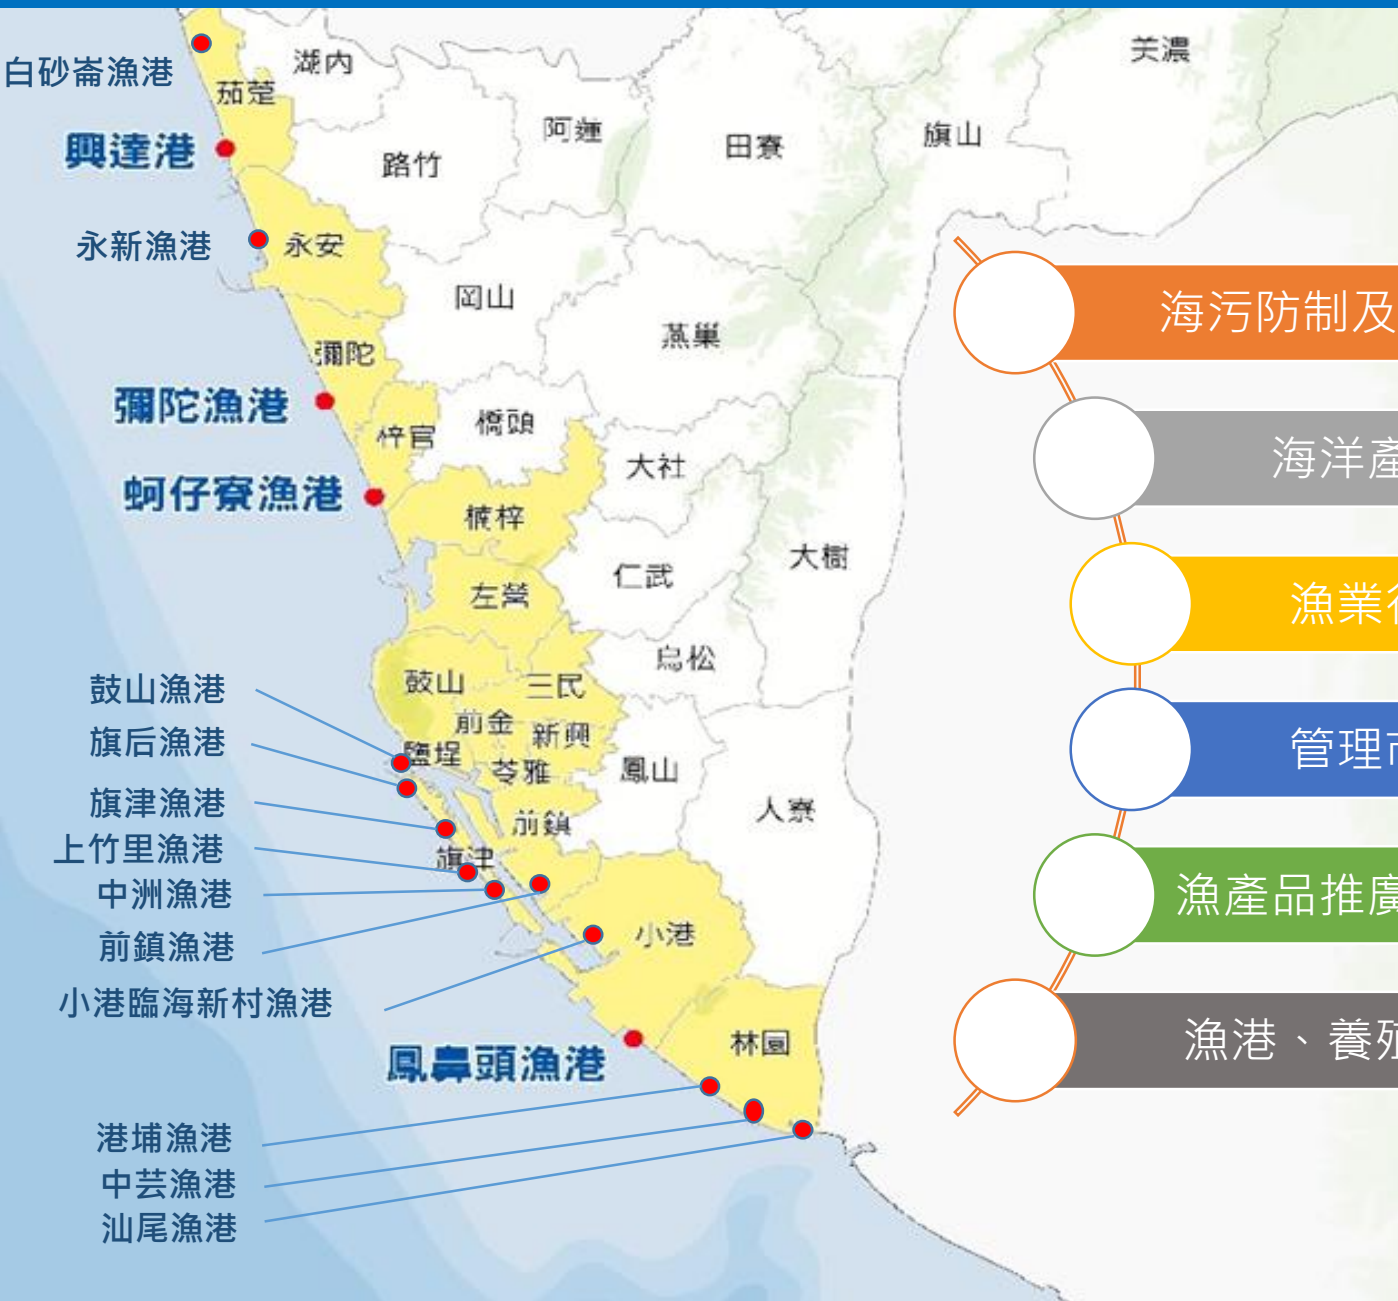 白砂崙漁港
興達港
永新漁港
彌陀漁港
蚵仔寮漁港
鼓山漁港
旗后漁港
旗津漁港
上竹里漁港
中洲漁港
前鎮漁港
小港臨海新村漁港
鳳鼻頭漁港
港埔漁港
中芸漁港
汕尾漁港
湖內
茄萣
美濃
阿蓮
田寮
旗山
路竹
永安
岡山
燕巢
彌陀
梓官
橋頭
大社
楠梓
大樹
仁武
左營
鳥松
鼓山
三民
前金
新興
鹽埕
苓雅
鳳山
前鎮
大寮
旗津
小港
林園
海污防制及
海洋產
漁業行
管理市
漁產品推廣
漁港、養殖